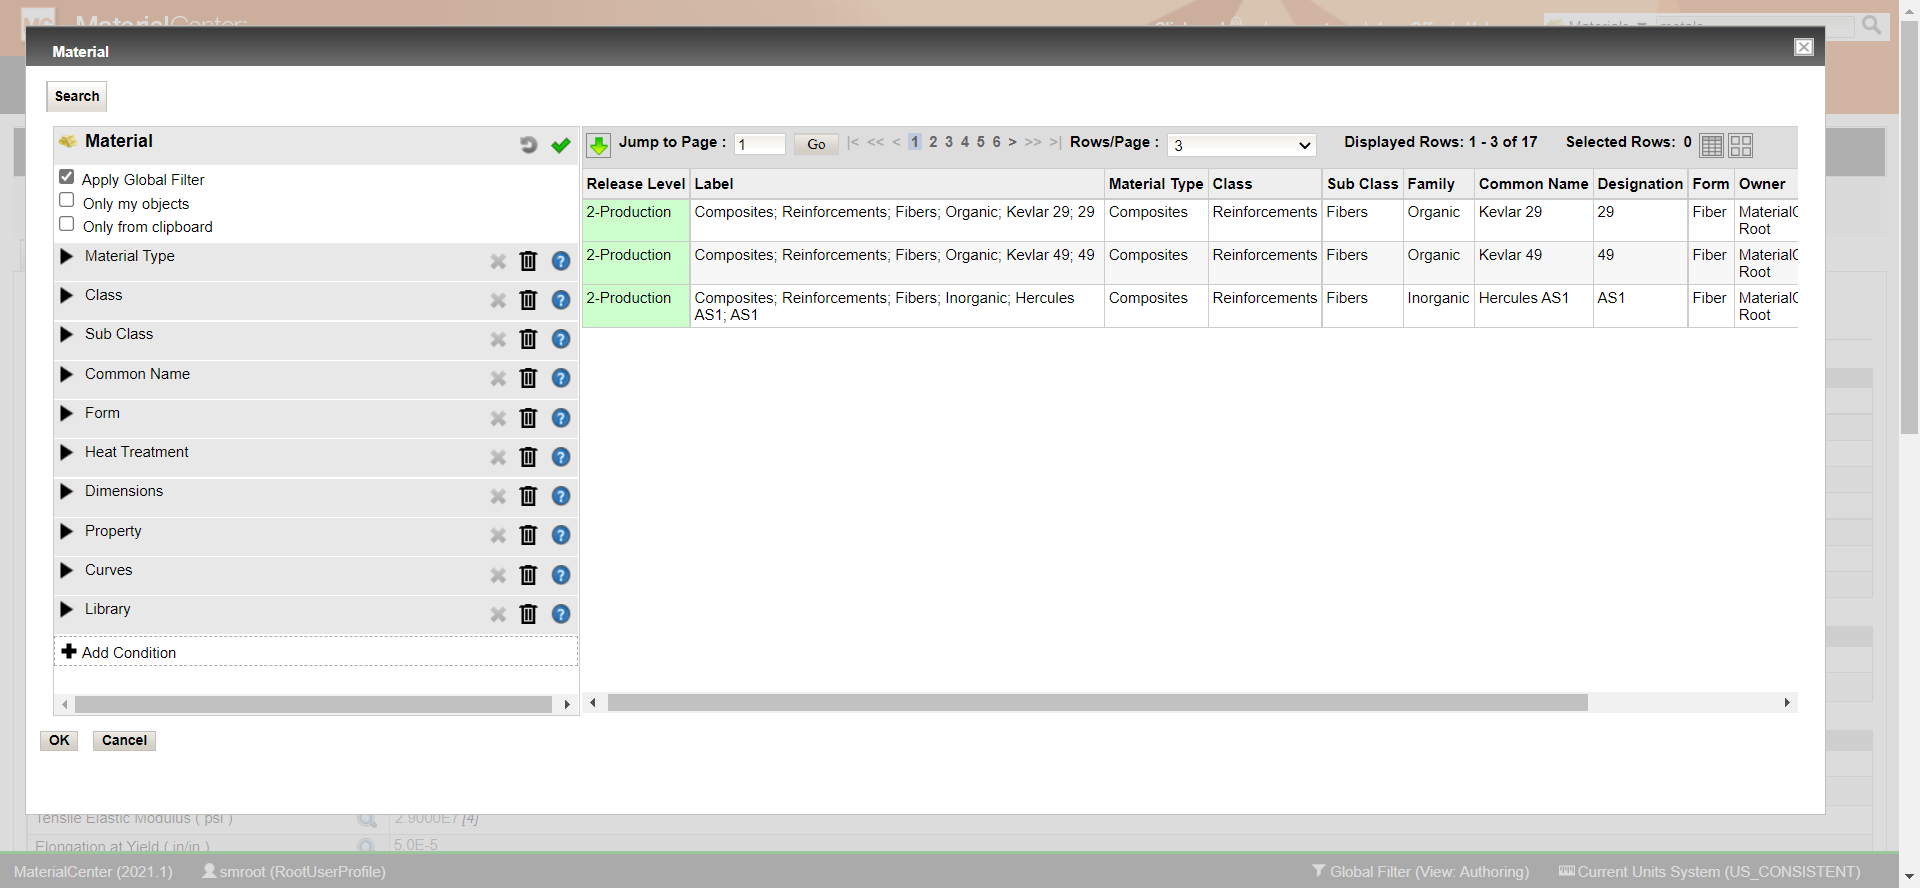 MaterialCenter
Materials
Material
Search
Material
Apply Global Filter
Only my objects
Only from clipboard
Material Type
Class
Sub Class
Common Name
Form
Heat Treatment
Dimensions
Property
Curves
Library
Add Condition
Jump to Page : 1 Go |< << < 1 2 3 4 5 6 > >> >| Rows/Page : 3 Displayed Rows: 1 - 3 of 17 Selected Rows: 0
Release Level Label Material Type Class Sub Class Family Common Name Designation Form Owner
2-Production Composites; Reinforcements; Fibers; Organic; Kevlar 29; 29 Composites Reinforcements Fibers Organic Kevlar 29 29 Fiber MaterialC
Root
2-Production Composites; Reinforcements; Fibers; Organic; Kevlar 49; 49 Composites Reinforcements Fibers Organic Kevlar 49 49 Fiber MaterialC
Root
2-Production Composites; Reinforcements; Fibers; Inorganic; Hercules Composites Reinforcements Fibers Inorganic Hercules AS1 AS1 Fiber MaterialC
AS1; AS1 Root
OK Cancel
Tensile Elastic Modulus ( psi ) 2.9000E7 [4]
Elongation at Yield ( in/in ) 5.0E-5
MaterialCenter (2021.1) smroot (RootUserProfile) Global Filter (View: Authoring) Current Units System (US_CONSISTENT)